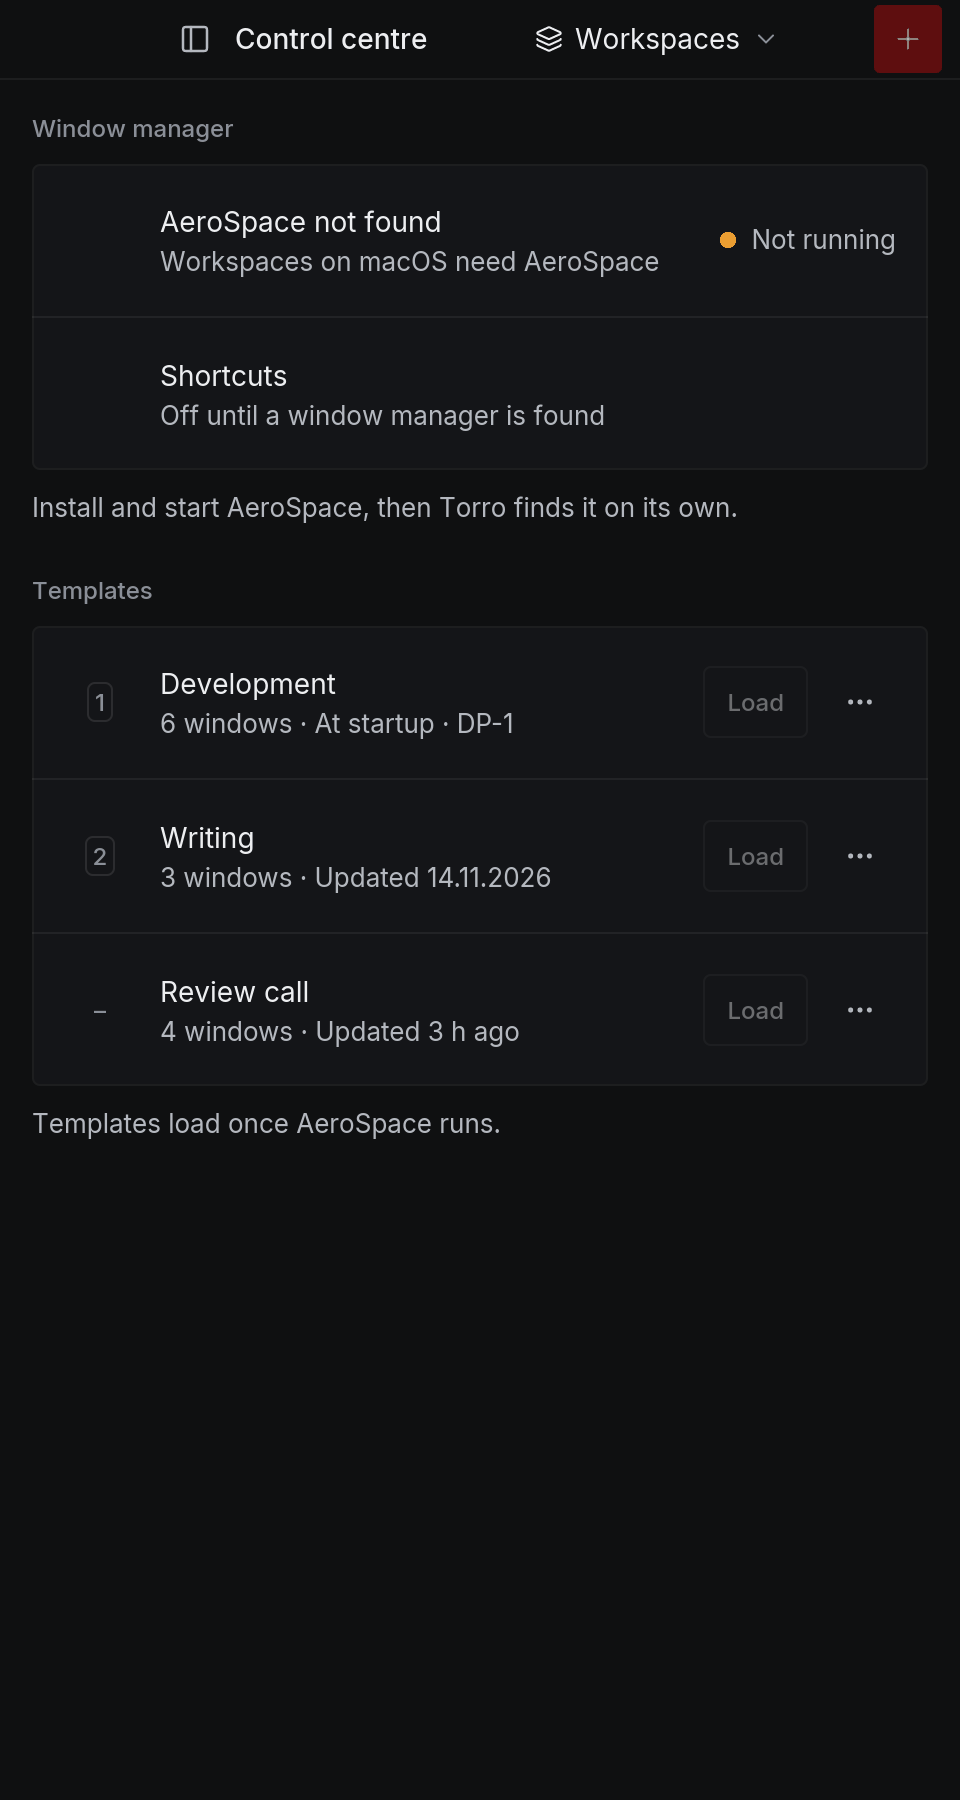 Control centre
Workspaces
Window manager
AeroSpace not found
Workspaces on macOS need AeroSpace
Not running
Shortcuts
Off until a window manager is found
Install and start AeroSpace, then Torro finds it on its own.
Templates
1
Development
6 windows · At startup · DP-1
Load
2
Writing
3 windows · Updated 14.11.2026
Load
–
Review call
4 windows · Updated 3 h ago
Load
Templates load once AeroSpace runs.